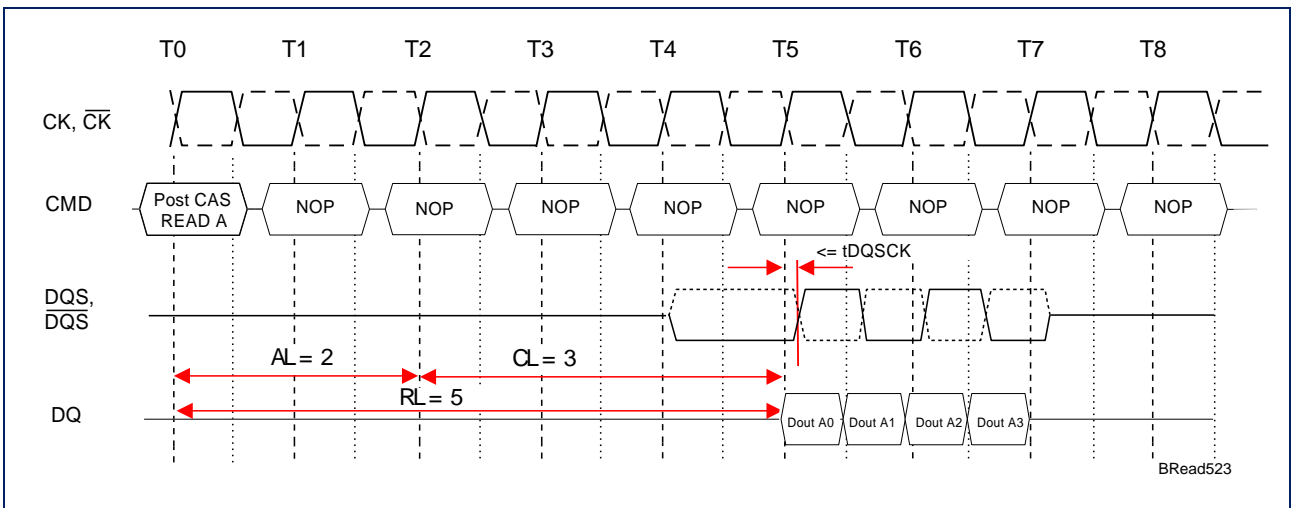 T0 T1 T2 T3 T4 T5 T6 T7 T8
CK, C̅K̅
CMD
Post CAS
READ A
NOP NOP NOP NOP NOP NOP NOP NOP
<= tDQSCK
DQS,
D̅Q̅S̅
AL = 2
CL = 3
RL = 5
DQ
Dout A0 Dout A1 Dout A2 Dout A3
BRead523